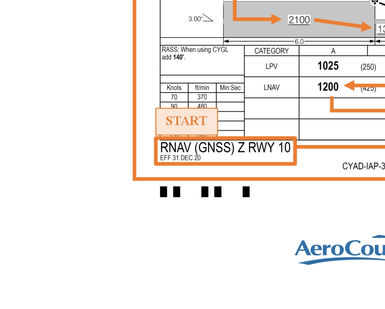 3.00°
2100
6.0
RASS: When using CYGL
add 140'.
CATEGORY A
LPV 1025 (250)
LNAV 1200 (425)
Knots ft/min Min:Sec
70 370
90 480
START
RNAV (GNSS) Z RWY 10
EFF 31 DEC 20
CYAD-IAP-3
AeroCou